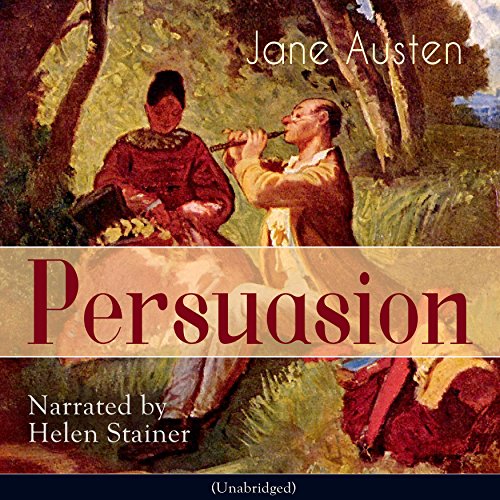 Jane Austen
Persuasion
Narrated by
Helen Stainer
(Unabridged)